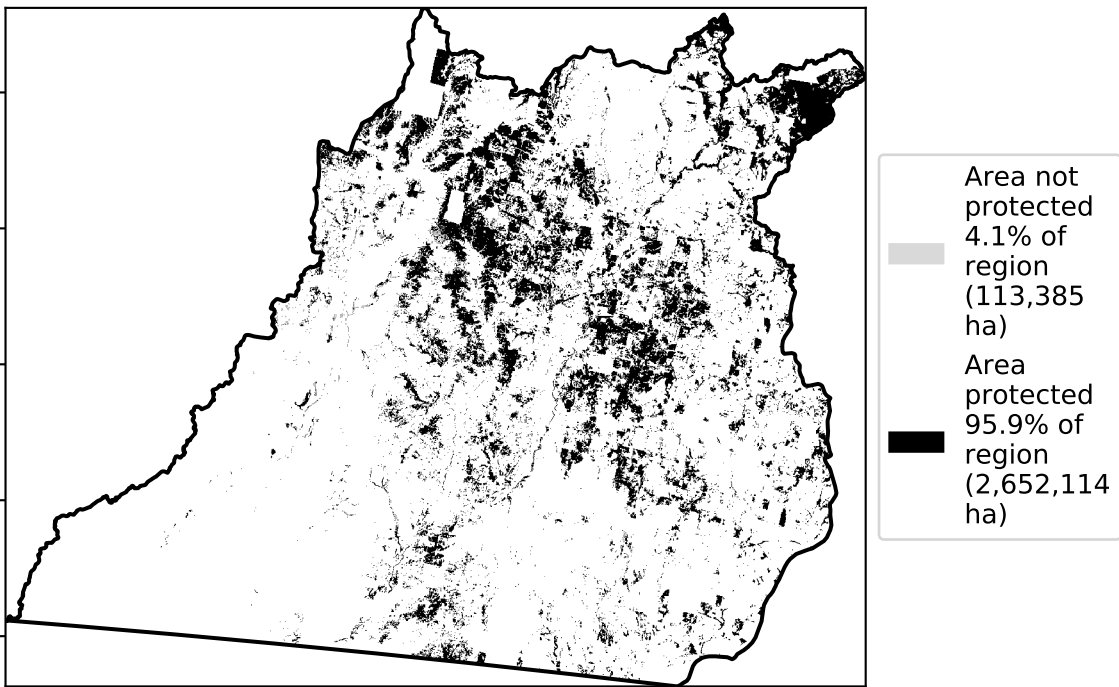 Area not
protected
4.1% of
region
(113,385
ha)
Area
protected
95.9% of
region
(2,652,114
ha)